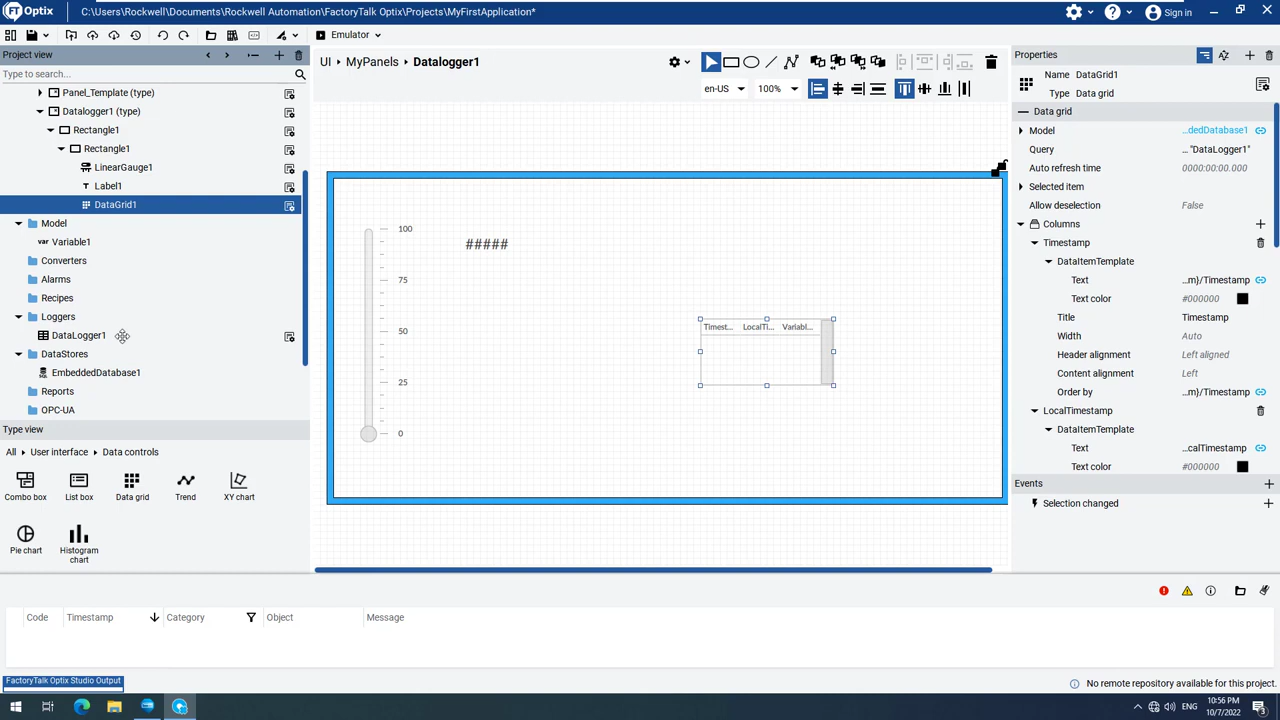 FT Optix C:\Users\Rockwell\Documents\Rockwell Automation\FactoryTalk Optix\Projects\MyFirstApplication* Sign in
Emulator
Project view
Type to search...
Panel_Template (type)
Datalogger1 (type)
Rectangle1
Rectangle1
LinearGauge1
T Label1
DataGrid1
Model
var Variable1
Converters
Alarms
Recipes
Loggers
DataLogger1
DataStores
EmbeddedDatabase1
Reports
OPC-UA
Type view
All User interface Data controls
Combo box List box Data grid Trend XY chart
Pie chart Histogram chart
UI MyPanels Datalogger1
en-US 100%
100
#####
75
50
25
0
Timest... LocalTi... Variabl...
Properties
Name DataGrid1
Type Data grid
Data grid
Model ...dedDatabase1
Query ... "DataLogger1"
Auto refresh time 0000:00:00.000
Selected item
Allow deselection False
Columns
Timestamp
DataItemTemplate
Text ...m}/Timestamp
Text color #000000
Title Timestamp
Width Auto
Header alignment Left aligned
Content alignment Left
Order by ...m}/Timestamp
LocalTimestamp
DataItemTemplate
Text ...calTimestamp
Text color #000000
Events
Selection changed
Code Timestamp Category Object Message
FactoryTalk Optix Studio Output
No remote repository available for this project.
ENG 10:56 PM
10/7/2022
3